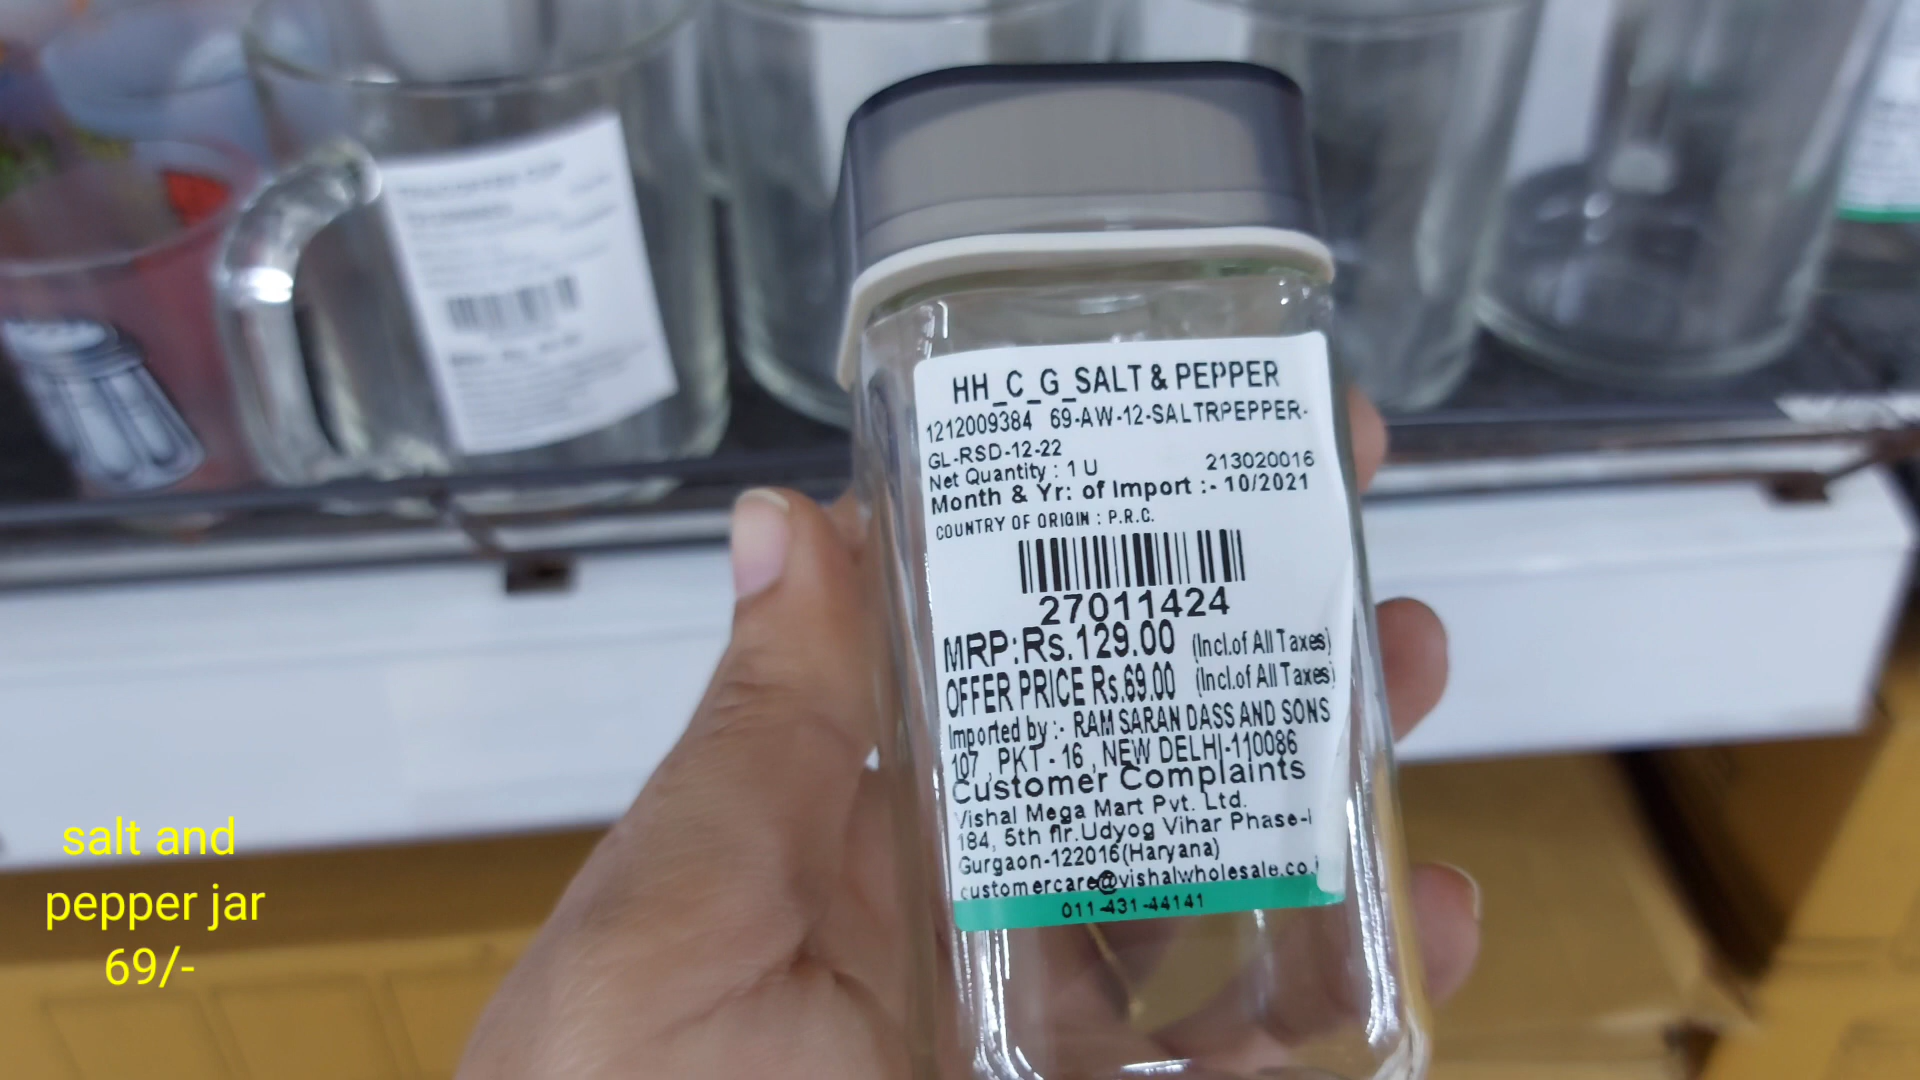 HH_C_G_SALT & PEPPER
1212009384 69-AW-12-SALTRPEPPER-
GL-RSD-12-22
Net Quantity : 1 U 213020016
Month & Yr: of Import :- 10/2021
COUNTRY OF ORIGIN : P.R.C.
27011424
MRP:Rs.129.00 (Incl.of All Taxes)
OFFER PRICE Rs.69.00 (Incl.of All Taxes)
Imported by :- RAM SARAN DASS AND SONS
107 , PKT - 16 , NEW DELHI-110086
Customer Complaints
Vishal Mega Mart Pvt. Ltd.
184, 5th flr.Udyog Vihar Phase-I
Gurgaon-122016(Haryana)
customercare@vishalwholesale.co.i
011-431-44141
salt and
pepper jar
69/-